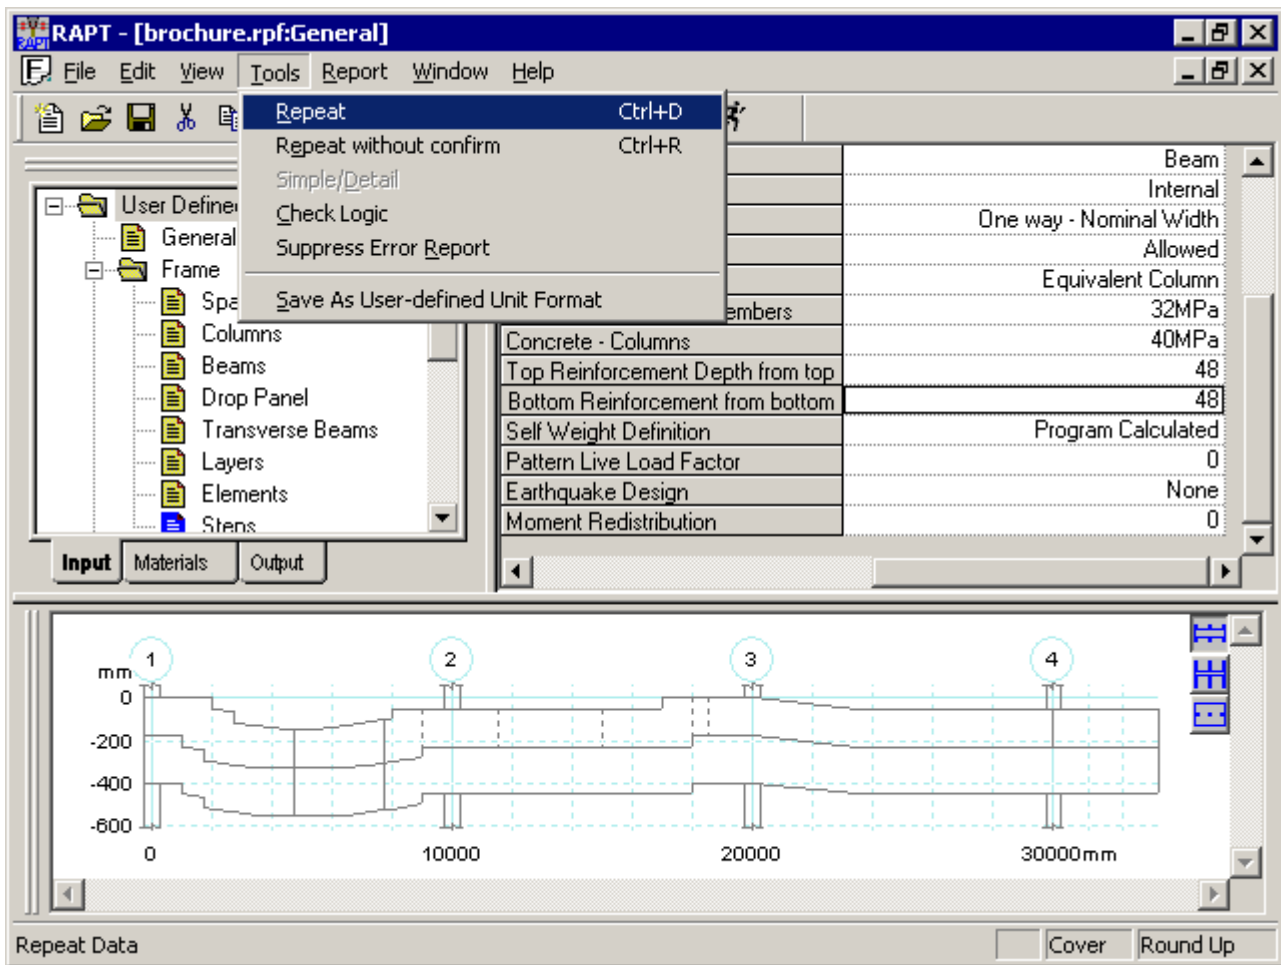 RAPT - [brochure.rpf:General]
File Edit View Tools Report Window Help
Repeat Ctrl+D
Repeat without confirm Ctrl+R
Simple/Detail
Check Logic
Suppress Error Report
Save As User-defined Unit Format
User Define
General
Frame
Spa
Columns
Beams
Drop Panel
Transverse Beams
Layers
Elements
Steps
Input Materials Output
Beam
Internal
One way - Nominal Width
Allowed
Equivalent Column
embers 32MPa
Concrete - Columns 40MPa
Top Reinforcement Depth from top 48
Bottom Reinforcement from bottom 48
Self Weight Definition Program Calculated
Pattern Live Load Factor 0
Earthquake Design None
Moment Redistribution 0
1 2 3 4
mm
0
-200
-400
-600
0 10000 20000 30000mm
Repeat Data Cover Round Up